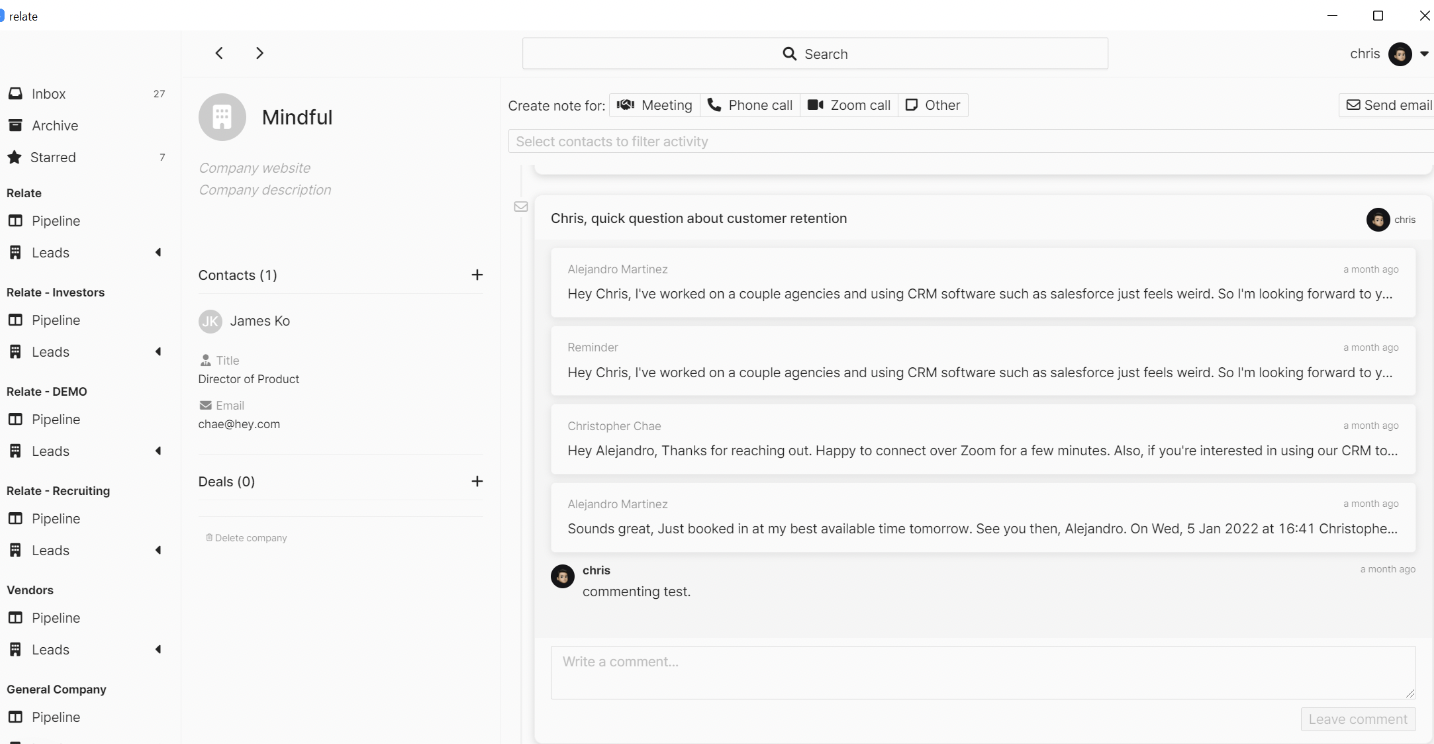 relate
Search
chris
Inbox 27
Archive
Starred 7
Relate
Pipeline
Leads
Relate - Investors
Pipeline
Leads
Relate - DEMO
Pipeline
Leads
Relate - Recruiting
Pipeline
Leads
Vendors
Pipeline
Leads
General Company
Pipeline
Mindful
Company website
Company description
Contacts (1)
JK James Ko
Title
Director of Product
Email
chae@hey.com
Deals (0)
Delete company
Create note for: Meeting Phone call Zoom call Other Send email
Select contacts to filter activity
Chris, quick question about customer retention chris
Alejandro Martinez a month ago
Hey Chris, I've worked on a couple agencies and using CRM software such as salesforce just feels weird. So I'm looking forward to y...
Reminder a month ago
Hey Chris, I've worked on a couple agencies and using CRM software such as salesforce just feels weird. So I'm looking forward to y...
Christopher Chae a month ago
Hey Alejandro, Thanks for reaching out. Happy to connect over Zoom for a few minutes. Also, if you're interested in using our CRM to...
Alejandro Martinez a month ago
Sounds great, Just booked in at my best available time tomorrow. See you then, Alejandro. On Wed, 5 Jan 2022 at 16:41 Christophe...
chris a month ago
commenting test.
Write a comment...
Leave comment